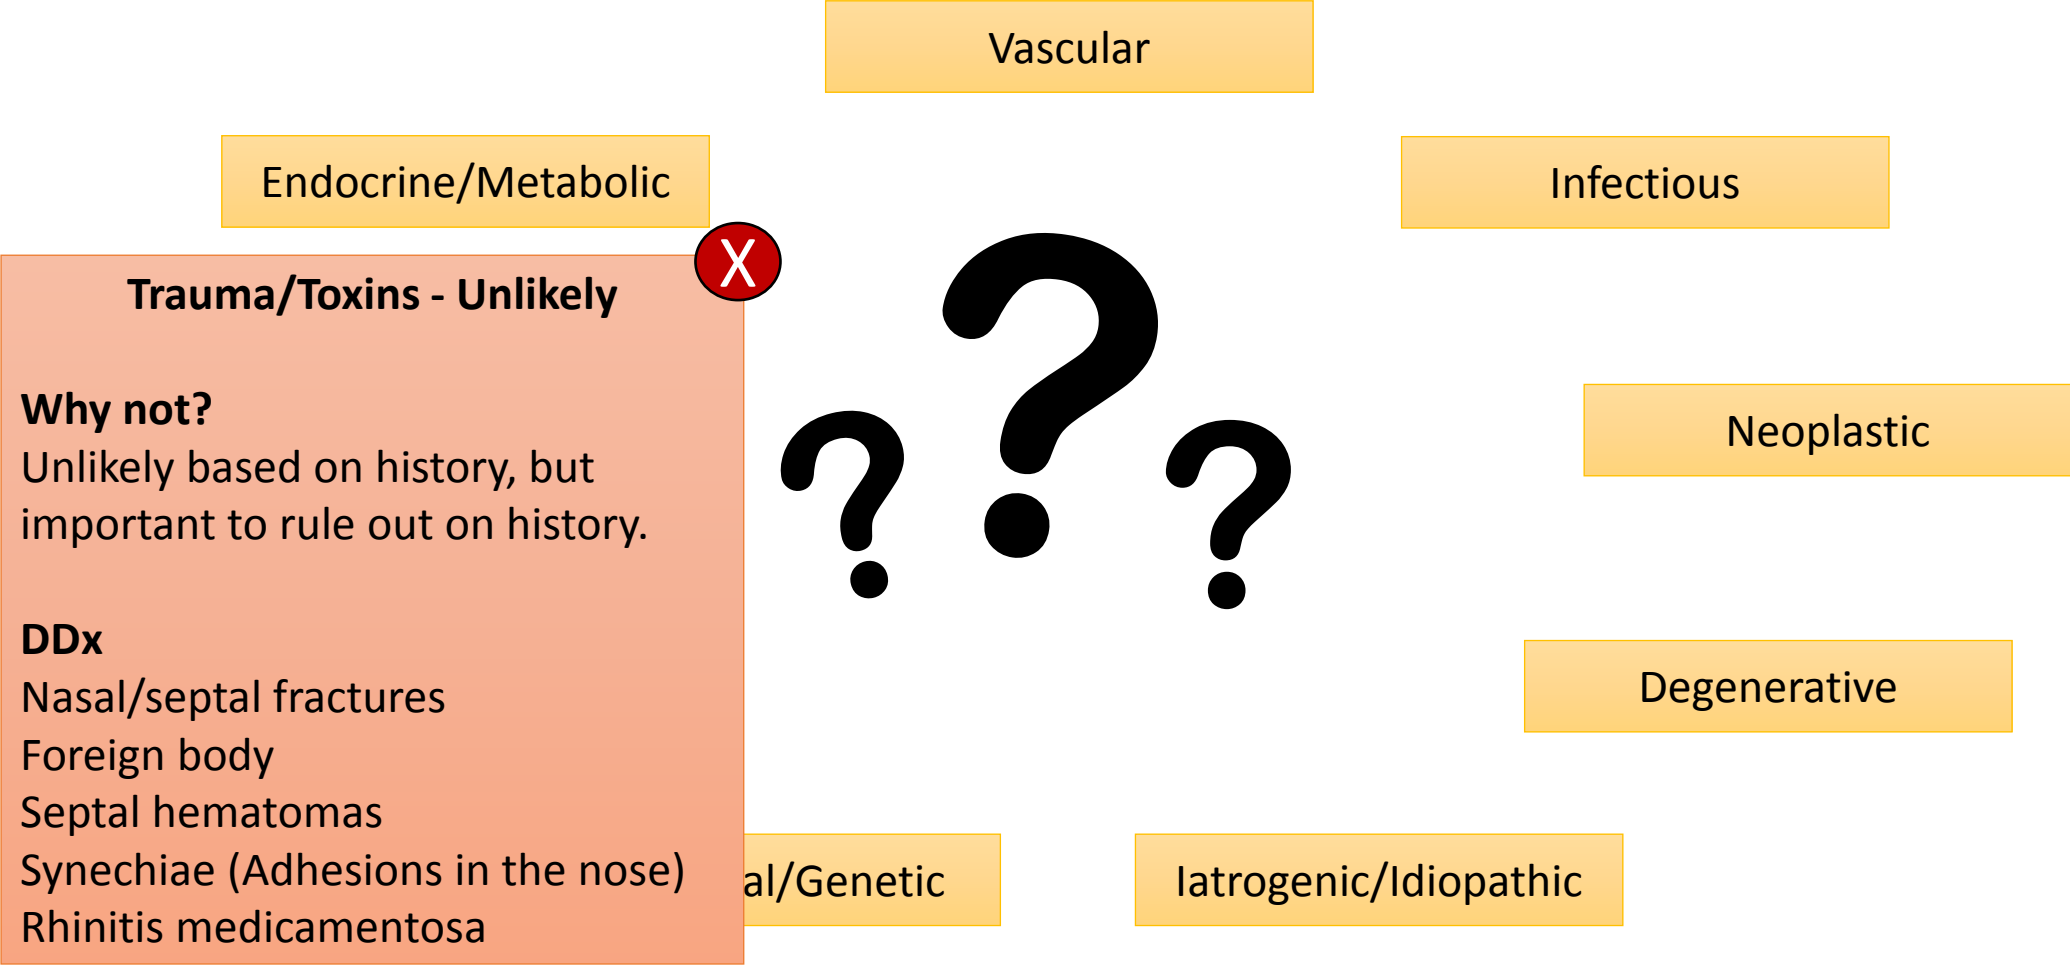 Vascular
Endocrine/Metabolic
Infectious
X
Trauma/Toxins - Unlikely
Why not?
Unlikely based on history, but
important to rule out on history.
DDx
Nasal/septal fractures
Foreign body
Septal hematomas
Synechiae (Adhesions in the nose)
Rhinitis medicamentosa
Neoplastic
Degenerative
al/Genetic
Iatrogenic/Idiopathic